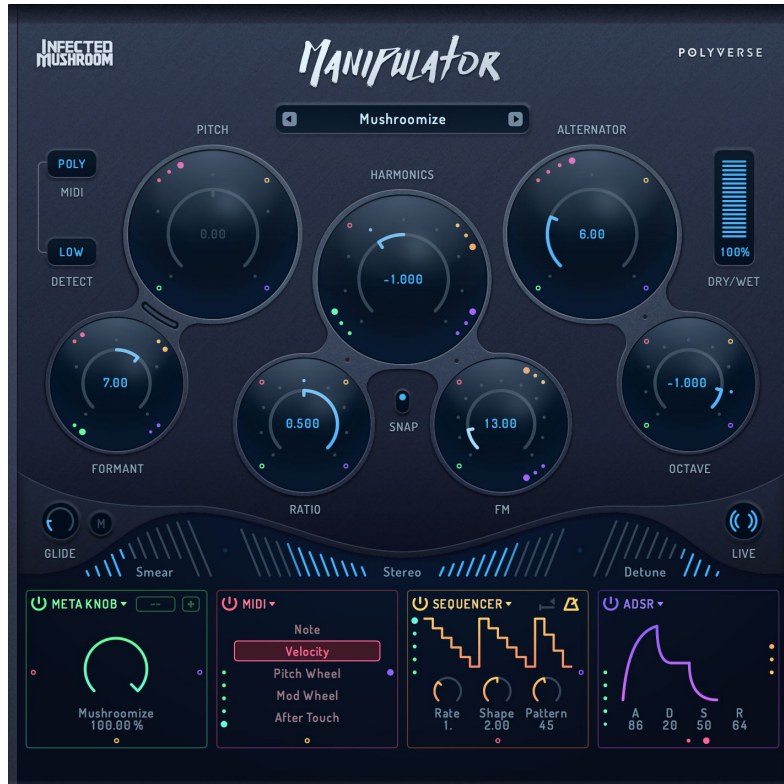 INFECTED
MUSHROOM
MANIPULATOR
POLYVERSE
Mushroomize
PITCH
ALTERNATOR
HARMONICS
POLY
MIDI
LOW
DETECT
0.00
-1.000
6.00
100%
DRY/WET
7.00
FORMANT
0.500
RATIO
SNAP
13.00
FM
-1.000
OCTAVE
GLIDE
M
LIVE
Smear
Stereo
Detune
META KNOB
--
+
Mushroomize
100.00 %
MIDI
Note
Velocity
Pitch Wheel
Mod Wheel
After Touch
SEQUENCER
Rate Shape Pattern
1. 2.00 45
ADSR
A D S R
86 20 50 64